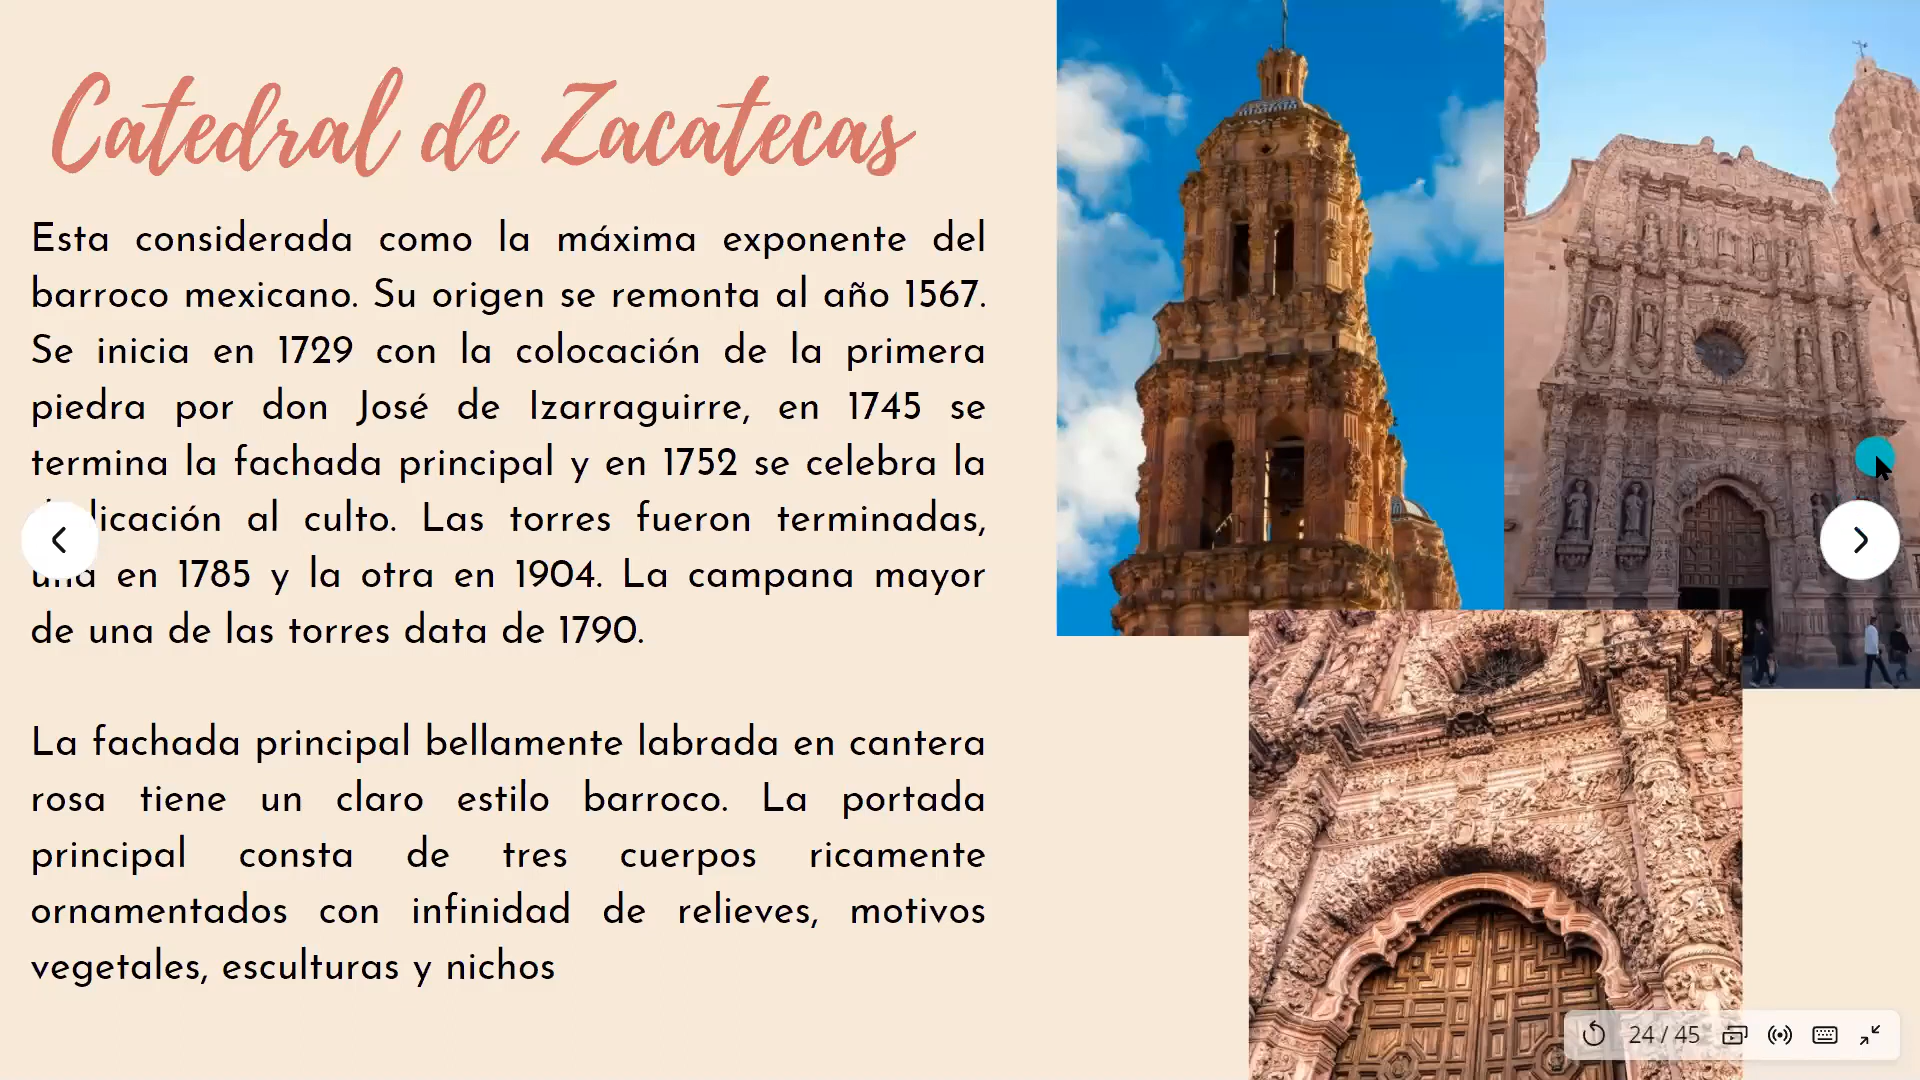 Catedral de Zacatecas
Esta considerada como la máxima exponente del
barroco mexicano. Su origen se remonta al año 1567.
Se inicia en 1729 con la colocación de la primera
piedra por don José de Izarraguirre, en 1745 se
termina la fachada principal y en 1752 se celebra la
al culto. Las torres fueron terminadas,
una en 1785 y la otra en 1904. La campana mayor
de una de las torres data de 1790.
La fachada principal bellamente labrada en cantera
rosa tiene un claro estilo barroco. La portada
principal consta de tres cuerpos ricamente
ornamentados con infinidad de relieves, motivos
vegetales, esculturas y nichos
24 / 45